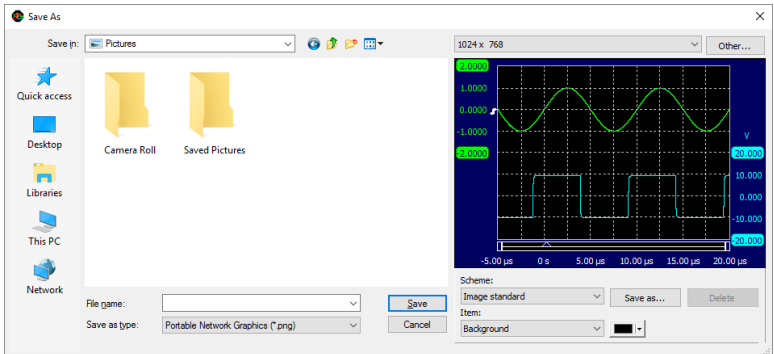 Save As
Save in: Pictures
1024 x 768
Other...
Quick access
Desktop
Libraries
This PC
Network
Camera Roll
Saved Pictures
2.0000
1.0000
0.0000
-1.0000
-2.0000
V
20.000
10.000
0.000
-10.000
-20.000
-5.00 µs 0 s 5.00 µs 10.00 µs 15.00 µs 20.00 µs
File name:
Save
Save as type: Portable Network Graphics (*.png)
Cancel
Scheme:
Image standard
Save as...
Delete
Item:
Background